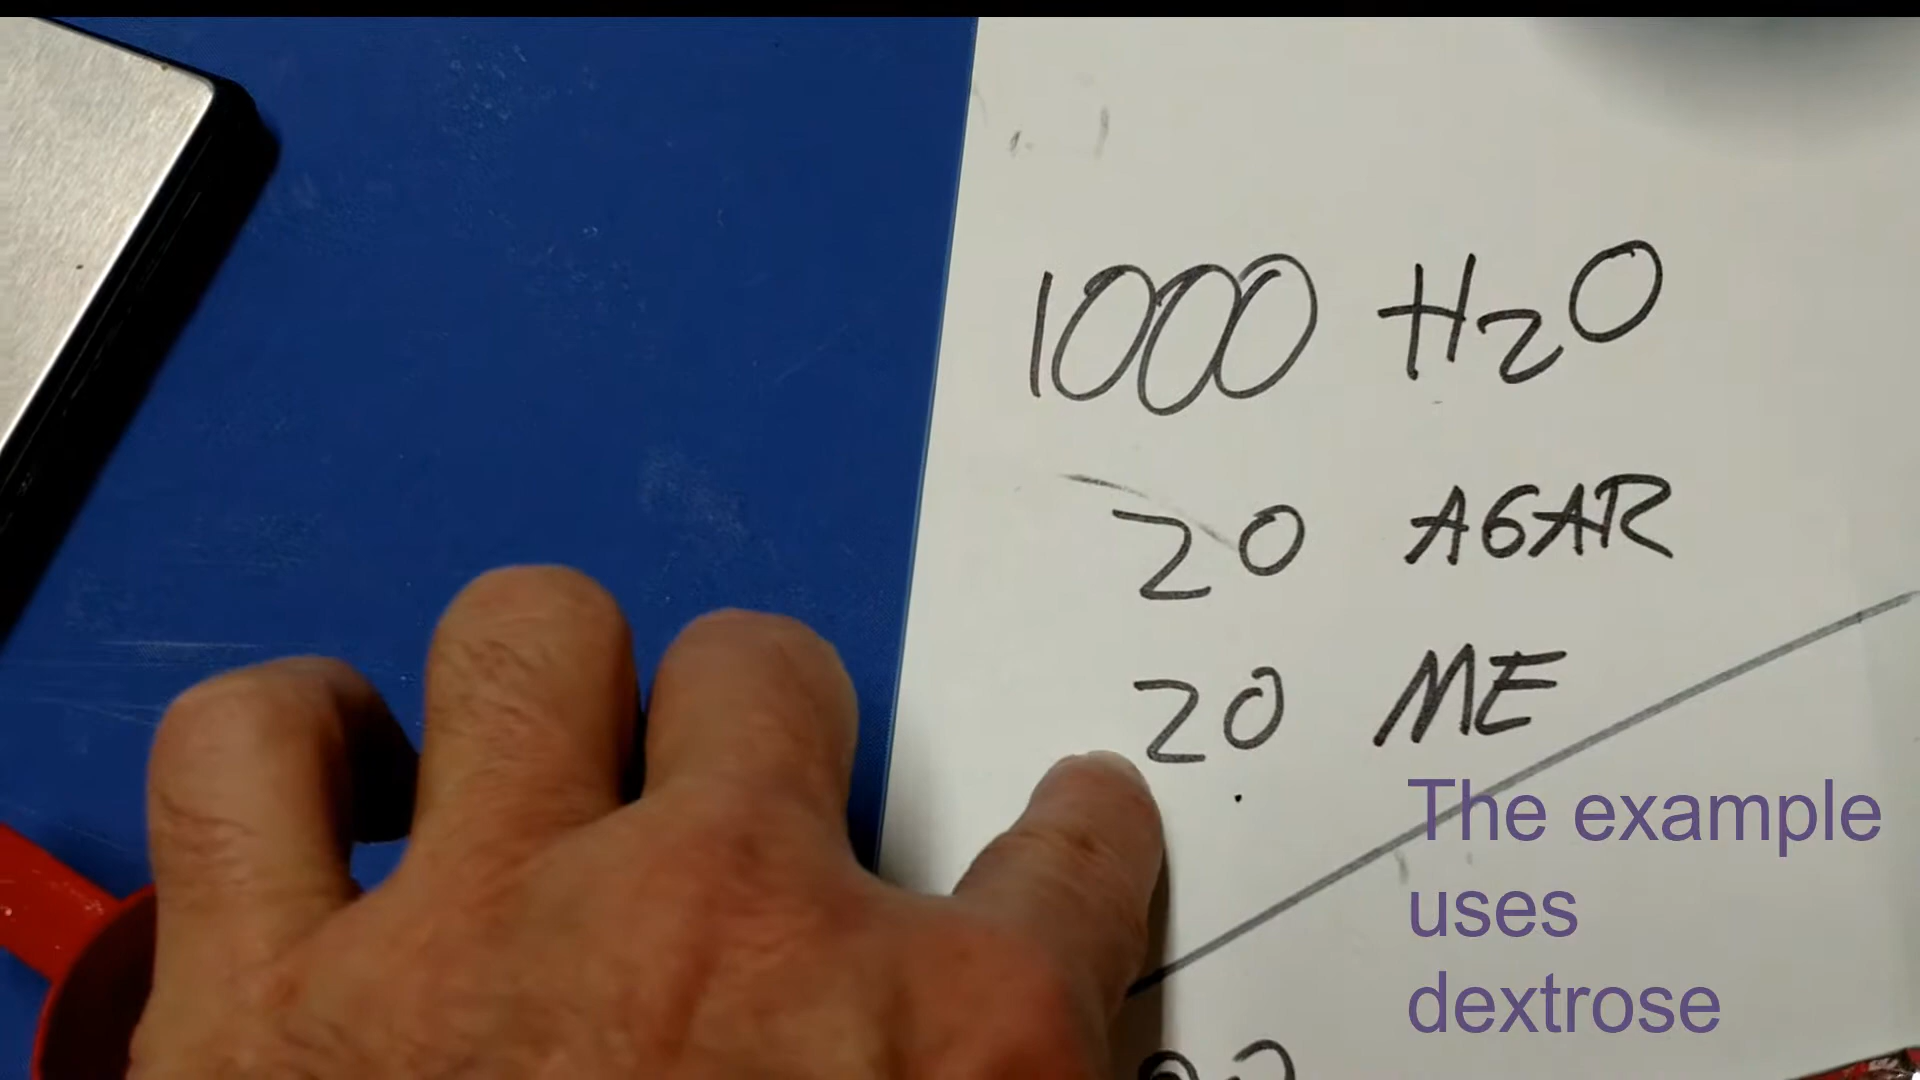 1000 H2O
20 AGAR
20 ME
The example
uses
dextrose